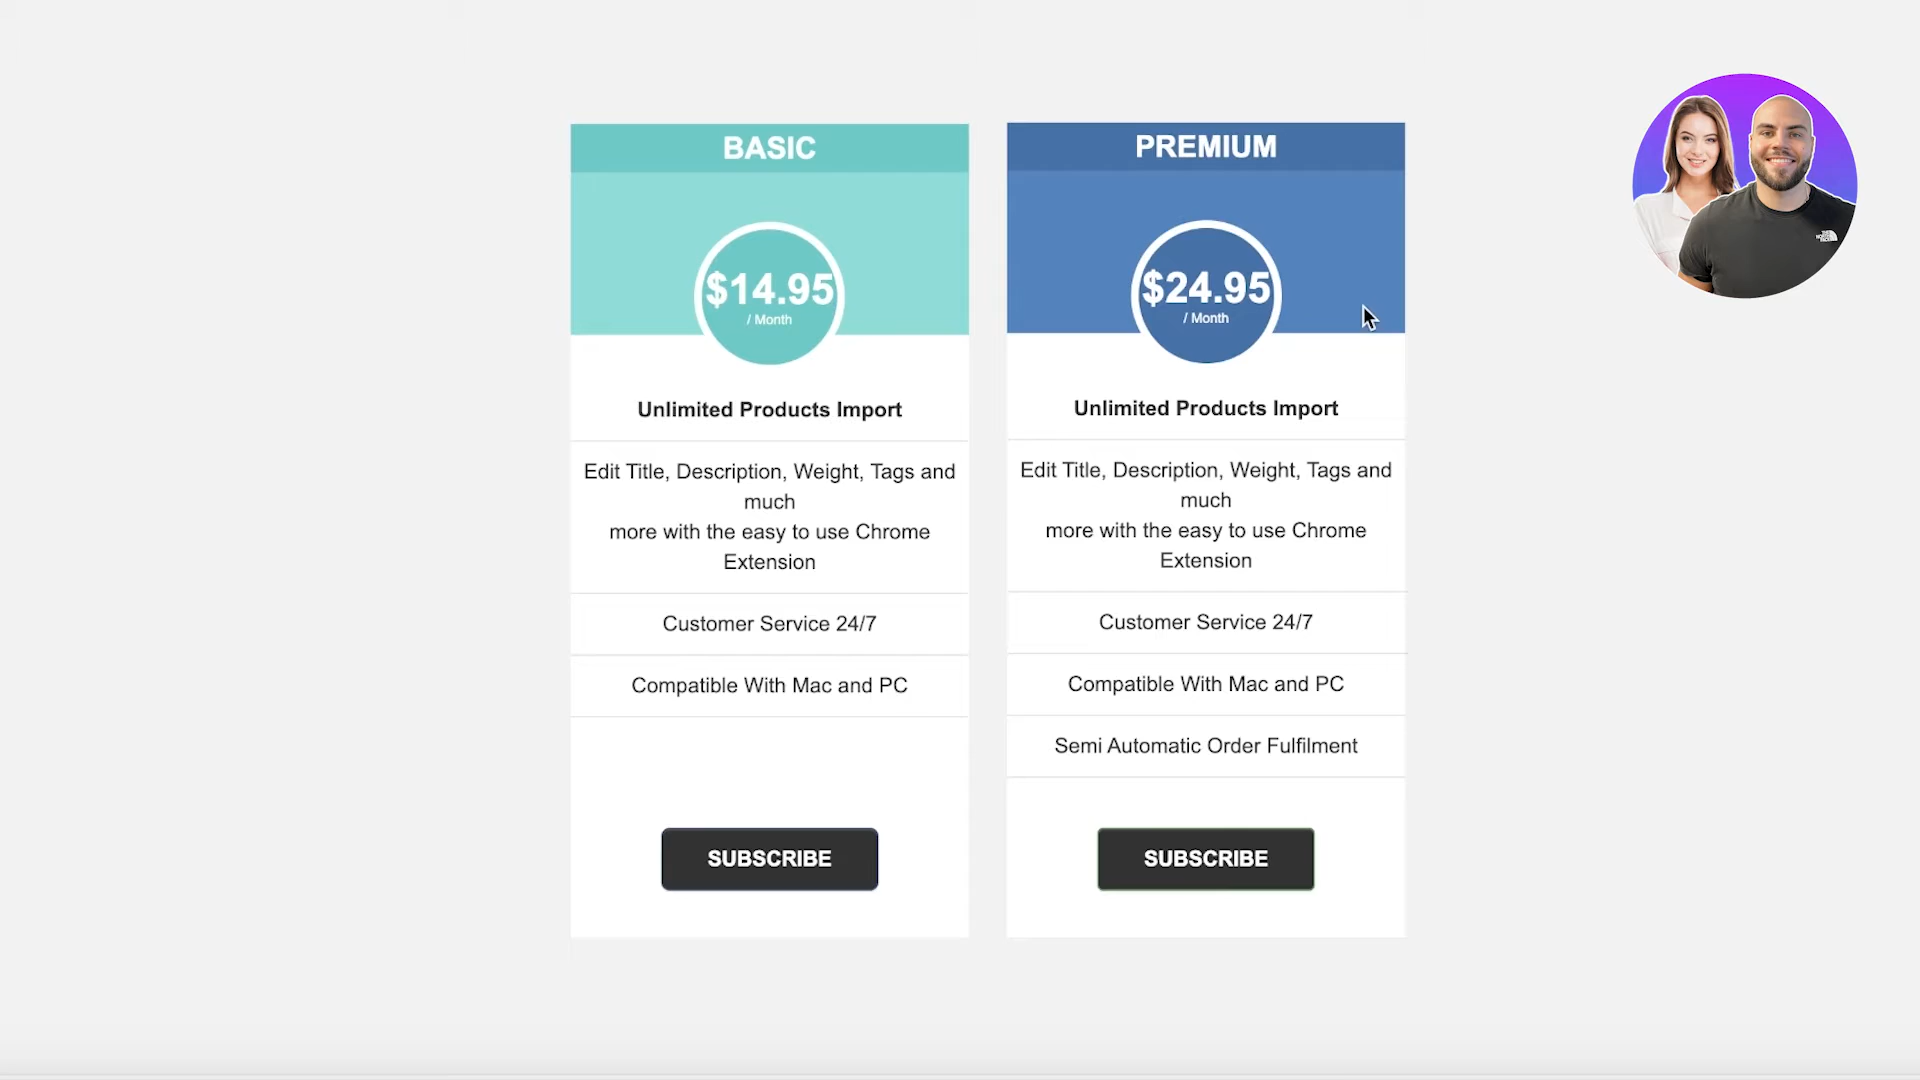 BASIC
$14.95
/ Month
Unlimited Products Import
Edit Title, Description, Weight, Tags and
much
more with the easy to use Chrome
Extension
Customer Service 24/7
Compatible With Mac and PC
SUBSCRIBE
PREMIUM
$24.95
/ Month
Unlimited Products Import
Edit Title, Description, Weight, Tags and
much
more with the easy to use Chrome
Extension
Customer Service 24/7
Compatible With Mac and PC
Semi Automatic Order Fulfilment
SUBSCRIBE
THE
NORTH
FACE